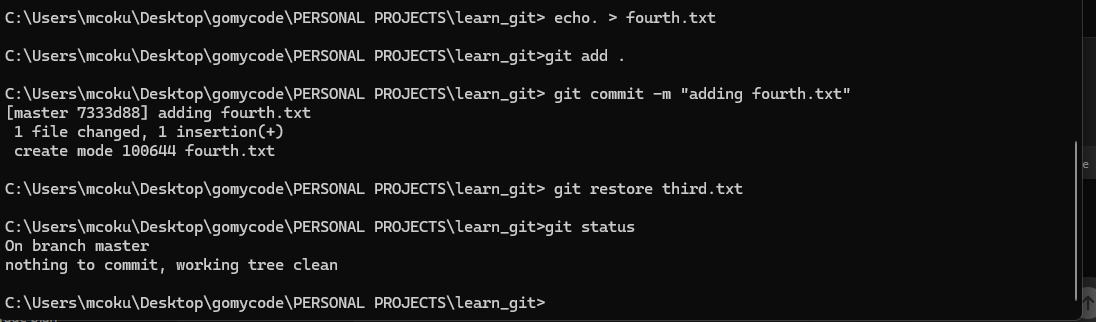 C:\Users\mcoku\Desktop\gomycode\PERSONAL PROJECTS\learn_git> echo. > fourth.txt
C:\Users\mcoku\Desktop\gomycode\PERSONAL PROJECTS\learn_git>git add .
C:\Users\mcoku\Desktop\gomycode\PERSONAL PROJECTS\learn_git> git commit -m "adding fourth.txt"
[master 7333d88] adding fourth.txt
 1 file changed, 1 insertion(+)
 create mode 100644 fourth.txt
C:\Users\mcoku\Desktop\gomycode\PERSONAL PROJECTS\learn_git> git restore third.txt
C:\Users\mcoku\Desktop\gomycode\PERSONAL PROJECTS\learn_git>git status
On branch master
nothing to commit, working tree clean
C:\Users\mcoku\Desktop\gomycode\PERSONAL PROJECTS\learn_git>